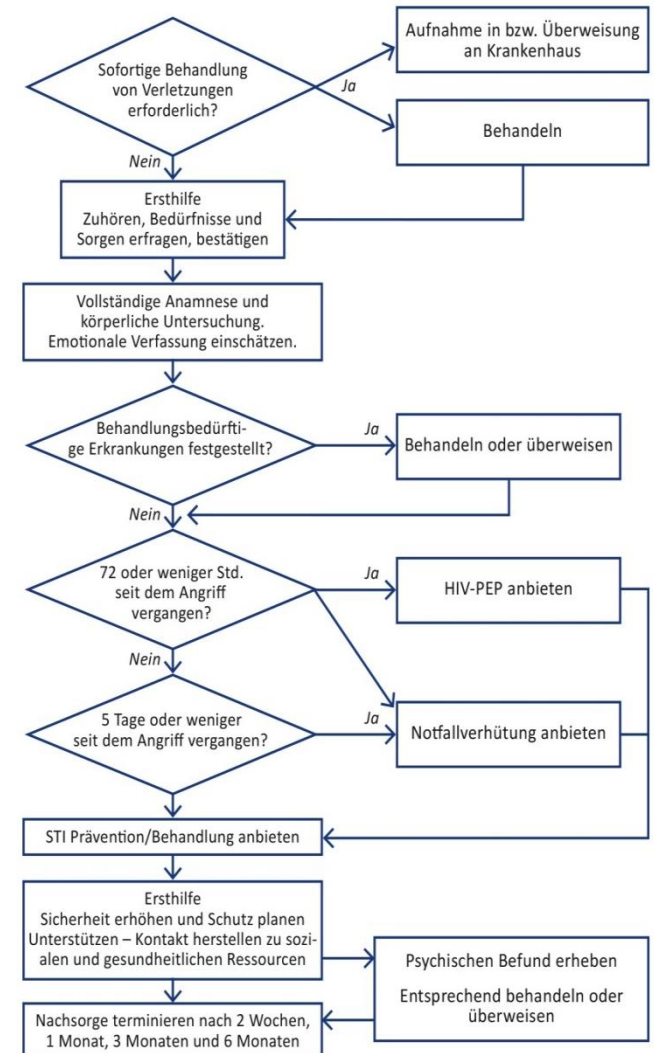 Aufnahme in bzw. Überweisung
an Krankenhaus
Sofortige Behandlung
von Verletzungen
erforderlich?
Ja
Behandeln
Nein
Ersthilfe
Zuhören, Bedürfnisse und
Sorgen erfragen, bestätigen
Vollständige Anamnese und
körperliche Untersuchung.
Emotionale Verfassung einschätzen.
Behandlungsbedürfti-
ge Erkrankungen festgestellt?
Ja
Behandeln oder überweisen
Nein
72 oder weniger Std.
seit dem Angriff
vergangen?
Ja
HIV-PEP anbieten
Nein
5 Tage oder weniger
seit dem Angriff vergangen?
Ja
Notfallverhütung anbieten
STI Prävention/Behandlung anbieten
Ersthilfe
Sicherheit erhöhen und Schutz planen
Unterstützen – Kontakt herstellen zu sozi-
alen und gesundheitlichen Ressourcen
Psychischen Befund erheben
Entsprechend behandeln oder
überweisen
Nachsorge terminieren nach 2 Wochen,
1 Monat, 3 Monaten und 6 Monaten